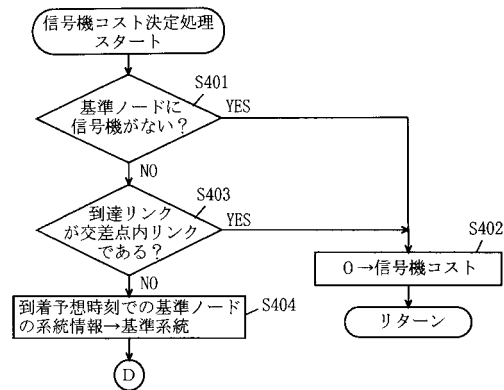 信号機コスト決定処理
スタート
S401
基準ノードに
信号機がない？
YES
NO
S403
到達リンク
が交差点内リンク
である？
YES
S402
0→信号機コスト
NO
S404
到着予想時刻での基準ノード
の系統情報→基準系統
リターン
D